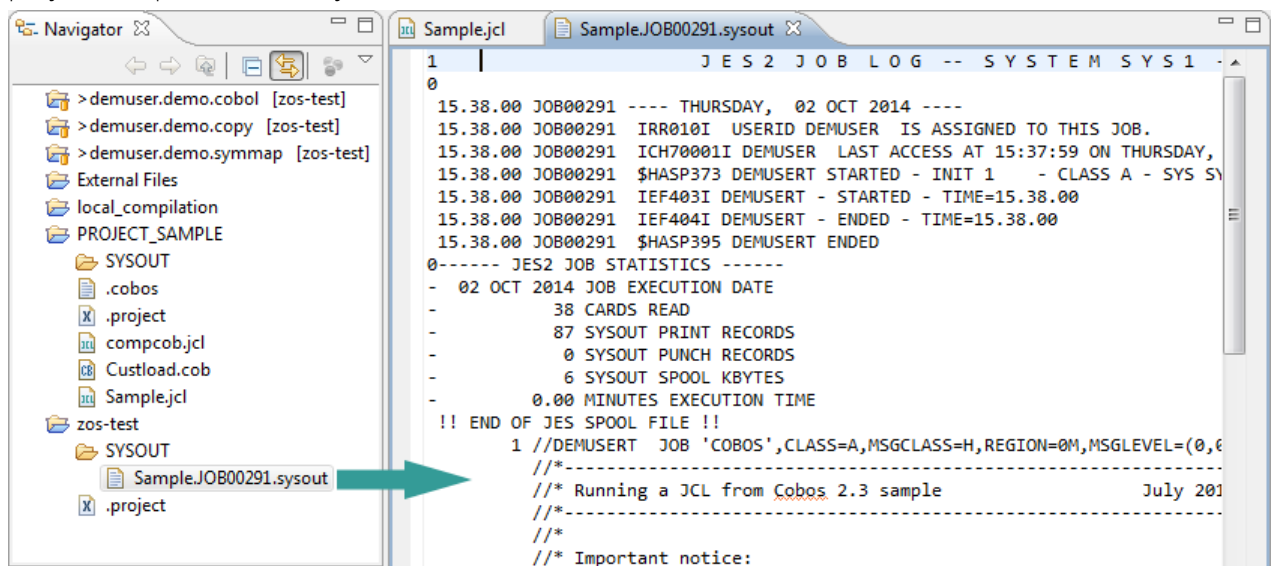 Navigator
>demuser.demo.cobol [zos-test]
>demuser.demo.copy [zos-test]
>demuser.demo.symmap [zos-test]
External Files
local_compilation
PROJECT_SAMPLE
SYSOUT
.cobos
X .project
JCL compcob.jcl
CB Custload.cob
JCL Sample.jcl
zos-test
SYSOUT
Sample.JOB00291.sysout
X .project
JCL Sample.jcl
Sample.JOB00291.sysout
1 J E S 2 J O B L O G -- S Y S T E M S Y S 1 -
0
15.38.00 JOB00291 ---- THURSDAY, 02 OCT 2014 ----
15.38.00 JOB00291 IRR010I USERID DEMUSER IS ASSIGNED TO THIS JOB.
15.38.00 JOB00291 ICH70001I DEMUSER LAST ACCESS AT 15:37:59 ON THURSDAY,
15.38.00 JOB00291 $HASP373 DEMUSERT STARTED - INIT 1 - CLASS A - SYS SY
15.38.00 JOB00291 IEF403I DEMUSERT - STARTED - TIME=15.38.00
15.38.00 JOB00291 IEF404I DEMUSERT - ENDED - TIME=15.38.00
15.38.00 JOB00291 $HASP395 DEMUSERT ENDED
0------ JES2 JOB STATISTICS ------
- 02 OCT 2014 JOB EXECUTION DATE
- 38 CARDS READ
- 87 SYSOUT PRINT RECORDS
- 0 SYSOUT PUNCH RECORDS
- 6 SYSOUT SPOOL KBYTES
- 0.00 MINUTES EXECUTION TIME
!! END OF JES SPOOL FILE !!
1 //DEMUSERT JOB 'COBOS',CLASS=A,MSGCLASS=H,REGION=0M,MSGLEVEL=(0,0
//*-----------------------------------------------------------------
//* Running a JCL from Cobos 2.3 sample July 201
//*-----------------------------------------------------------------
//*
//* Important notice: